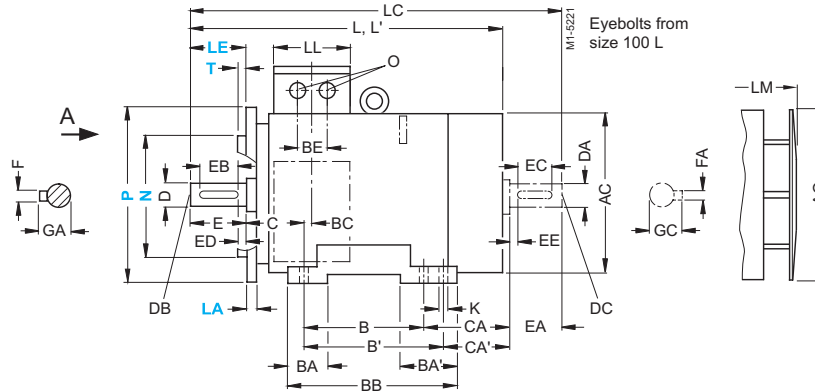 LC
L, L'
M1-5221
Eyebolts from
size 100 L
LE
LL
T
O
LM
A
F
P
N
D
EB
BE
EC
DA
FA
AC
GA
E
C
BC
GC
ED
EE
DB
LA
K
DC
B
CA
EA
B'
CA'
BA
BA'
BB